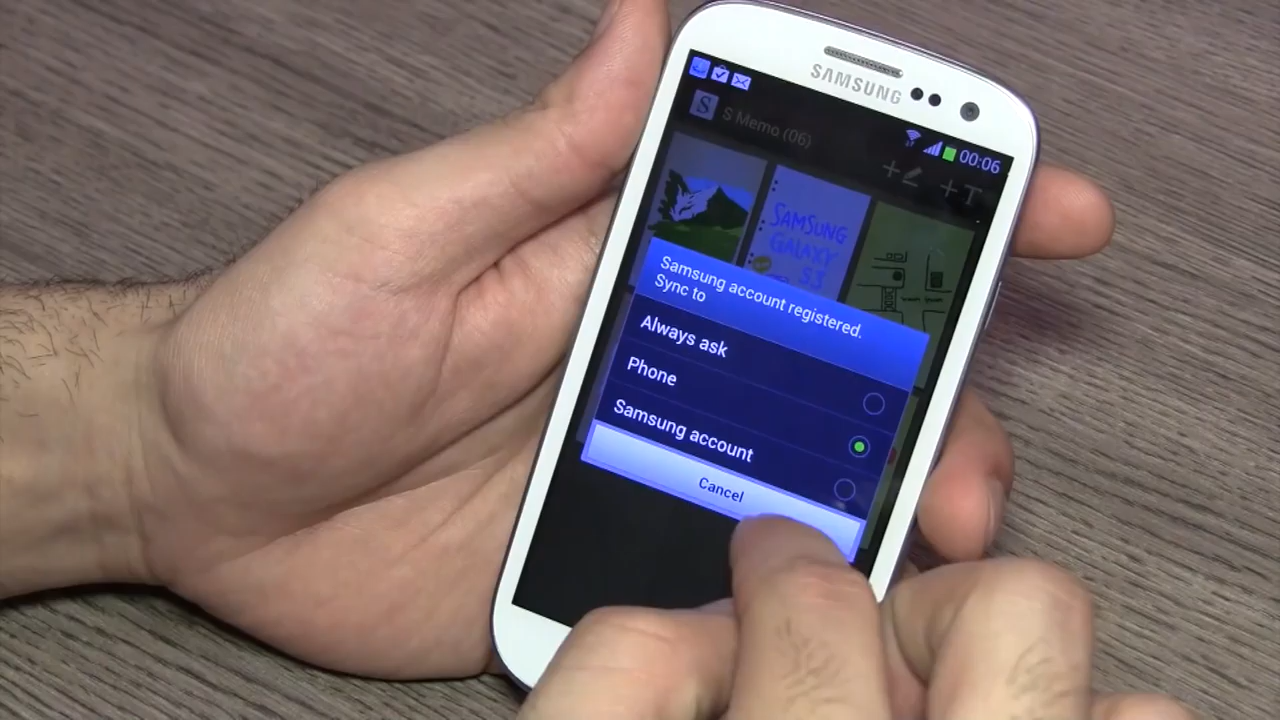 SAMSUNG
00:06
S
S Memo (06)
+ + T
SAMSUNG
GALAXY
S3
Samsung account registered.
Sync to
Always ask
Phone
Samsung account
Cancel